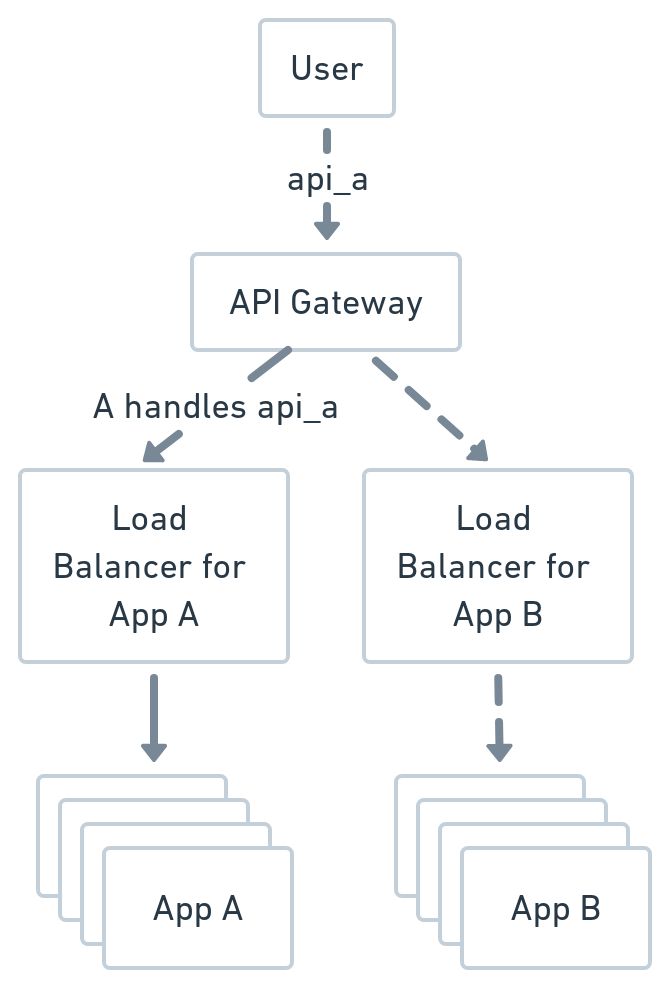 User
api_a
API Gateway
A handles api_a
Load
Balancer for
App A
Load
Balancer for
App B
App A
App B